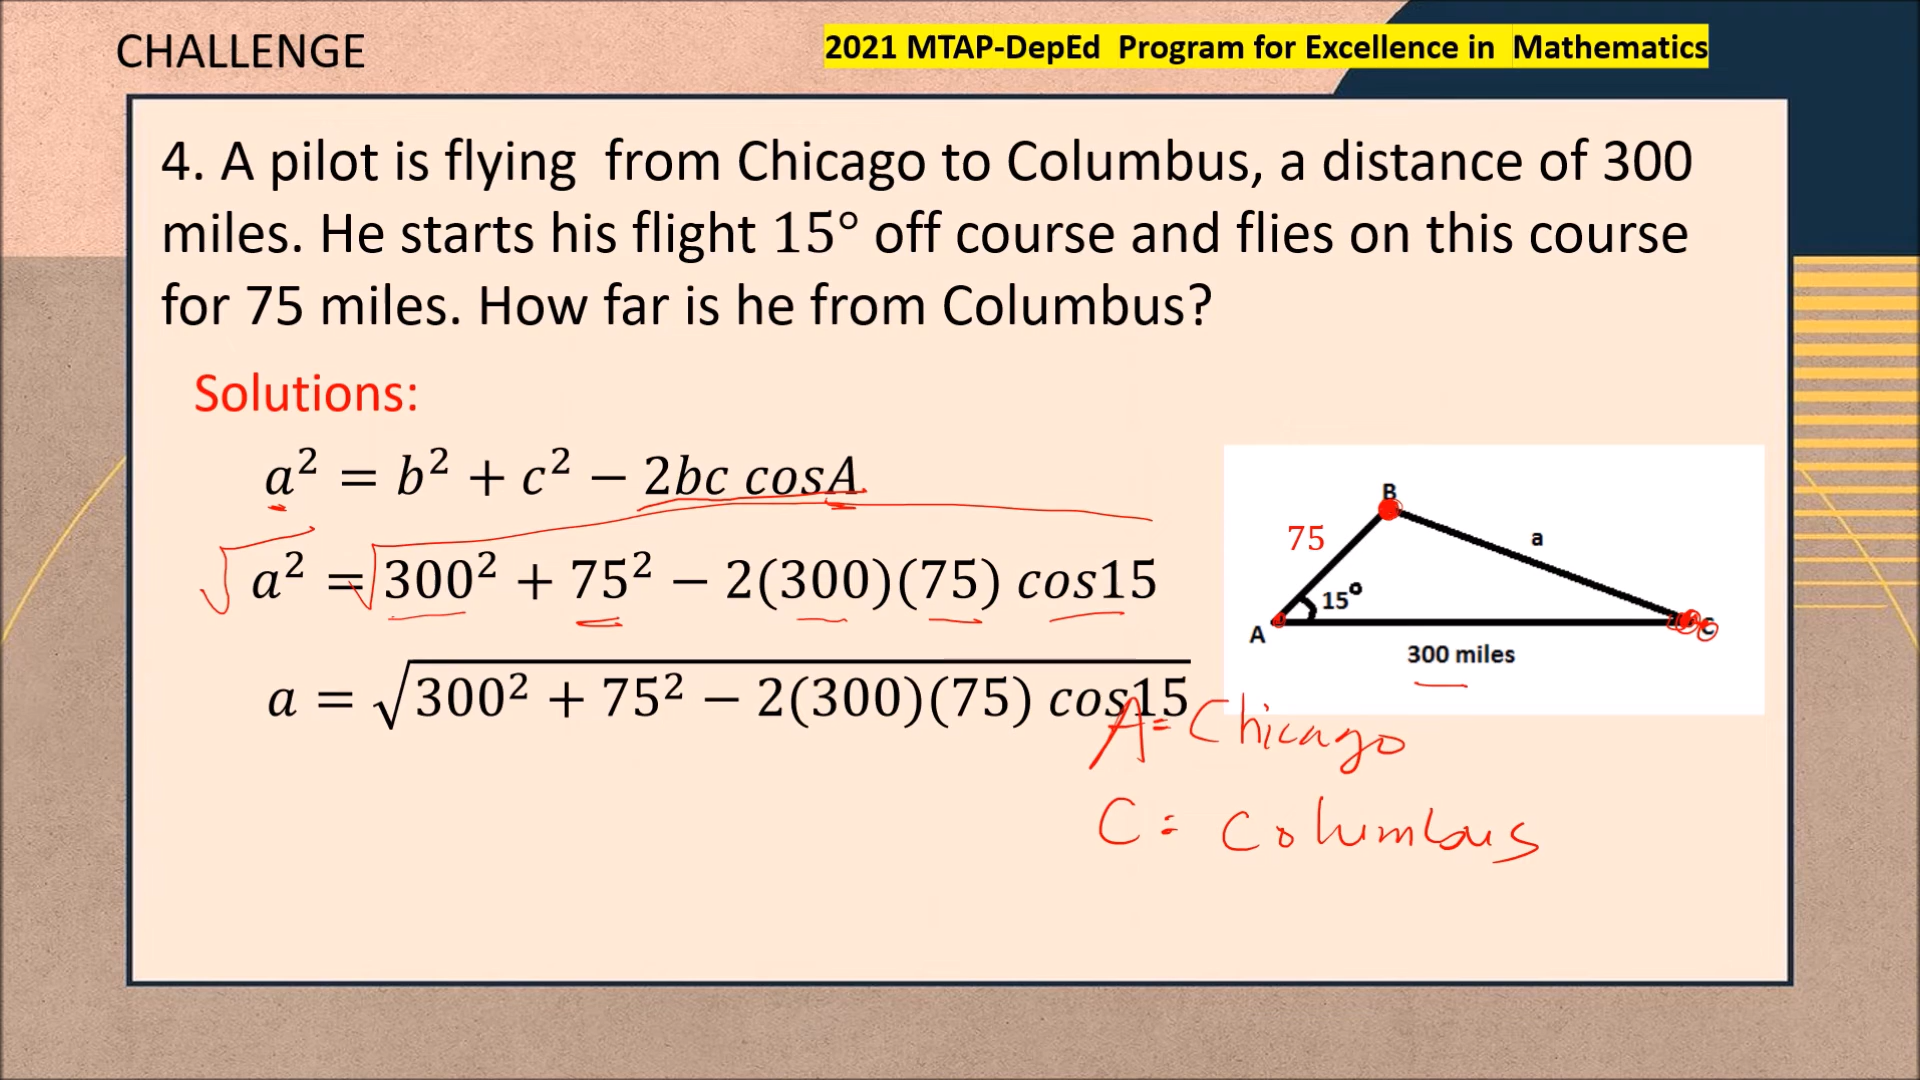 CHALLENGE
2021 MTAP-DepEd Program for Excellence in Mathematics
4. A pilot is flying from Chicago to Columbus, a distance of 300
miles. He starts his flight 15° off course and flies on this course
for 75 miles. How far is he from Columbus?
Solutions:
a² = b² + c² − 2bc cosA
√a² = √300² + 75² − 2(300)(75) cos15
a = √300² + 75² − 2(300)(75) cos15
B
75
a
15°
A
C
300 miles
A = Chicago
C = Columbus